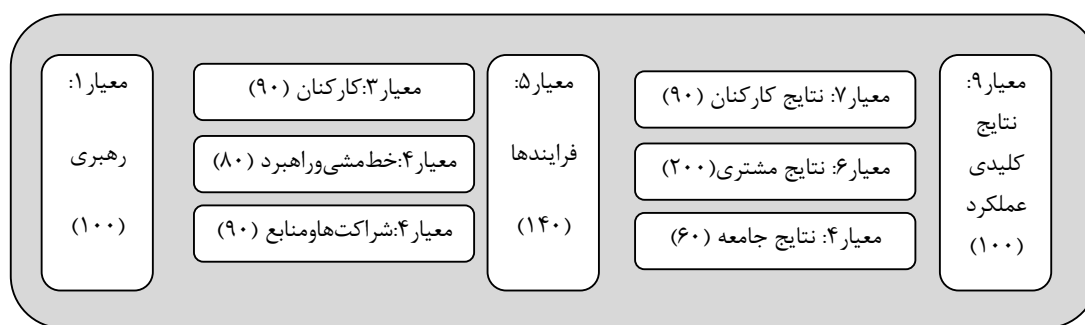 معیار۹:
نتایج
کلیدی
عملکرد
(۱۰۰)
معیار۷: نتایج کارکنان (۹۰)
معیار۶: نتایج مشتری(۲۰۰)
معیار۴: نتایج جامعه (۶۰)
معیار۵:
فرایندها
(۱۴۰)
معیار۳:کارکنان (۹۰)
معیار۴:خط‌مشی‌وراهبرد (۸۰)
معیار۴:شراکت‌هاومنابع (۹۰)
معیار۱:
رهبری
(۱۰۰)